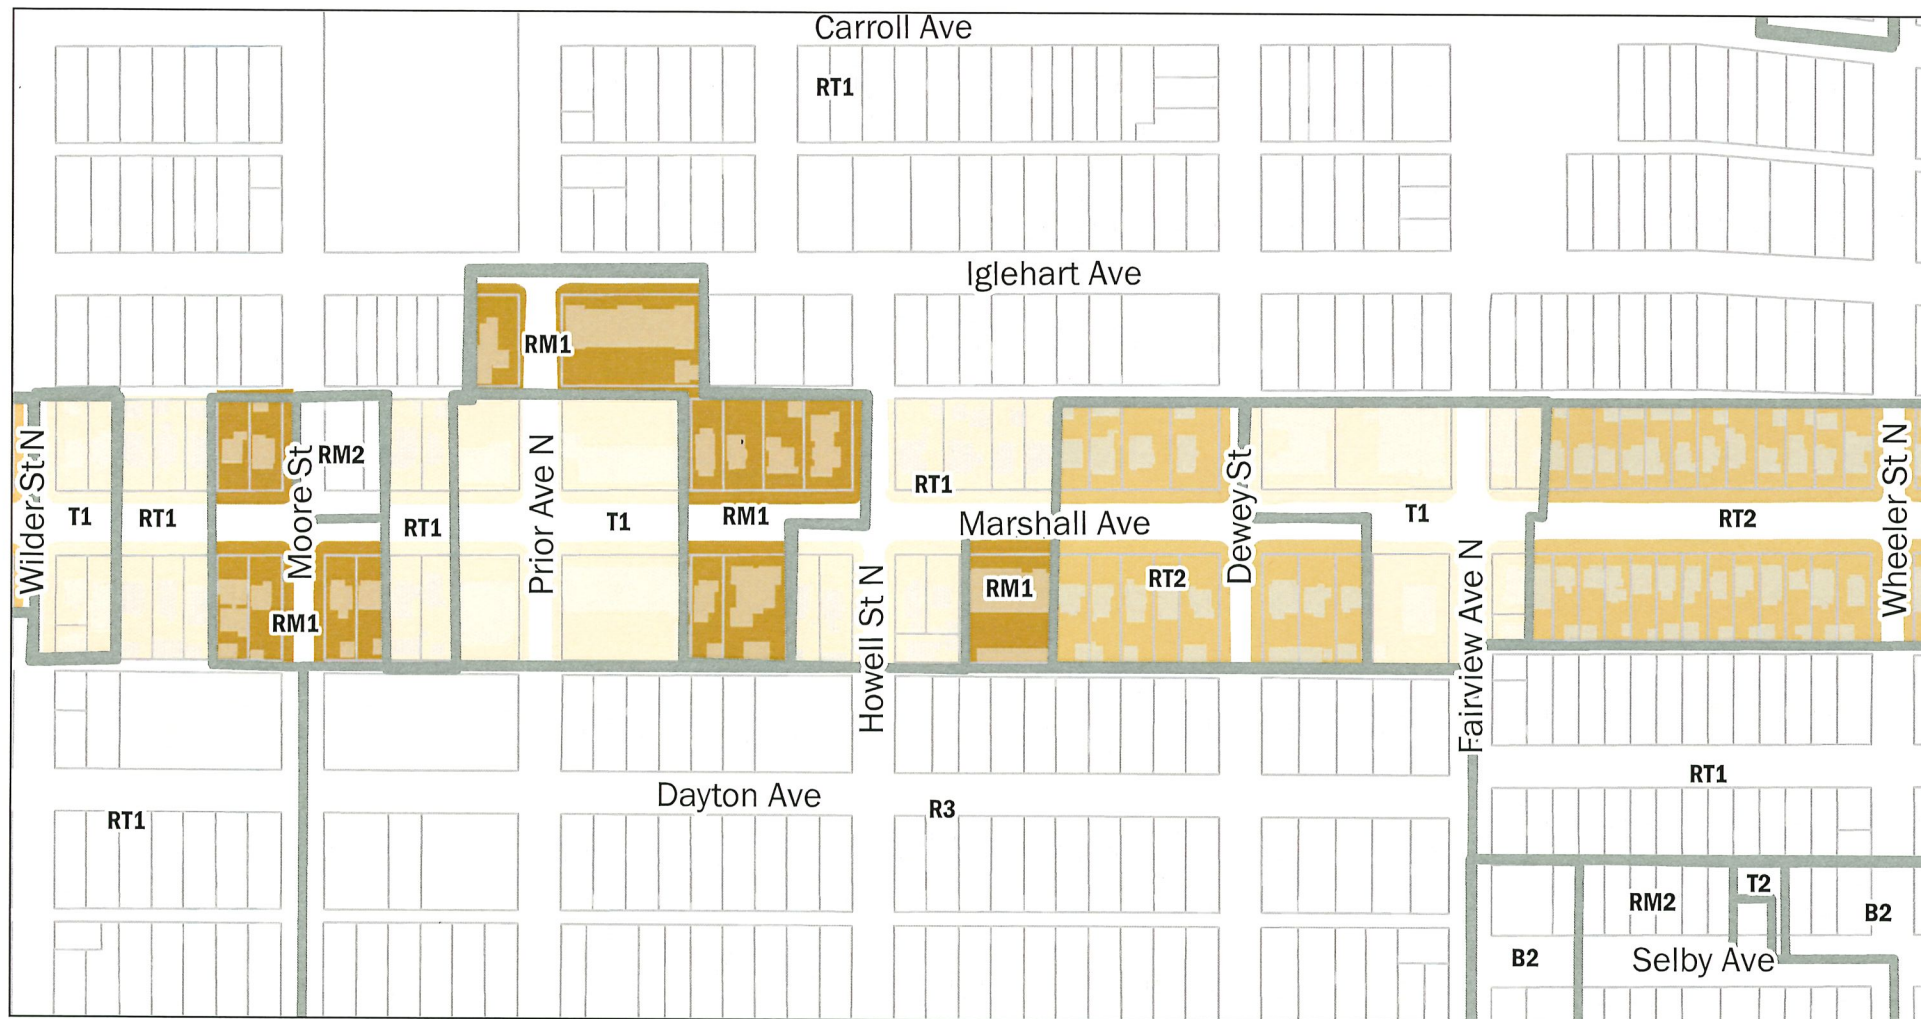 Carroll Ave
RT1
Iglehart Ave
RM1
Wilder St N
T1
RT1
Moore St
RM2
RT1
Prior Ave N
T1
RM1
RT1
Marshall Ave
Dewey St
T1
RT2
Wheeler St N
RM1
Howell St N
RM1
RT2
Fairview Ave N
RT1
Dayton Ave
R3
RT1
RM2
T2
B2
B2
Selby Ave